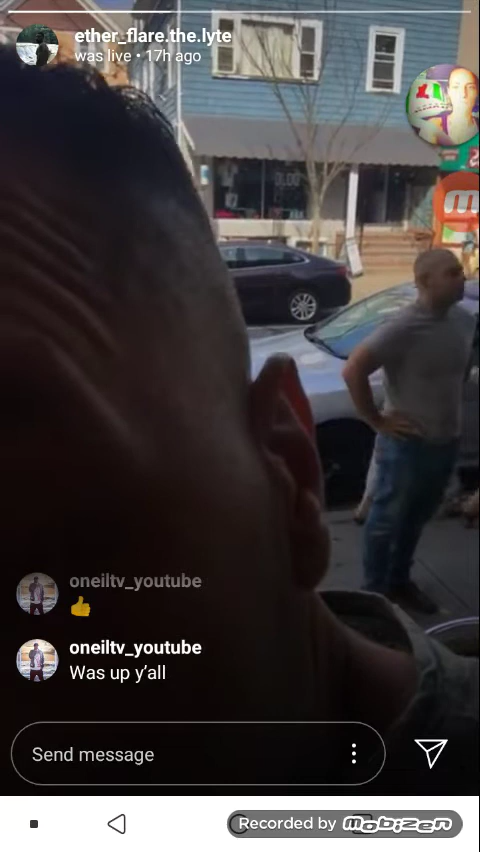 ether_flare.the.lyte
was live • 17h ago
oneiltv_youtube
👍
oneiltv_youtube
Was up y’all
Send message
Recorded by mobizen